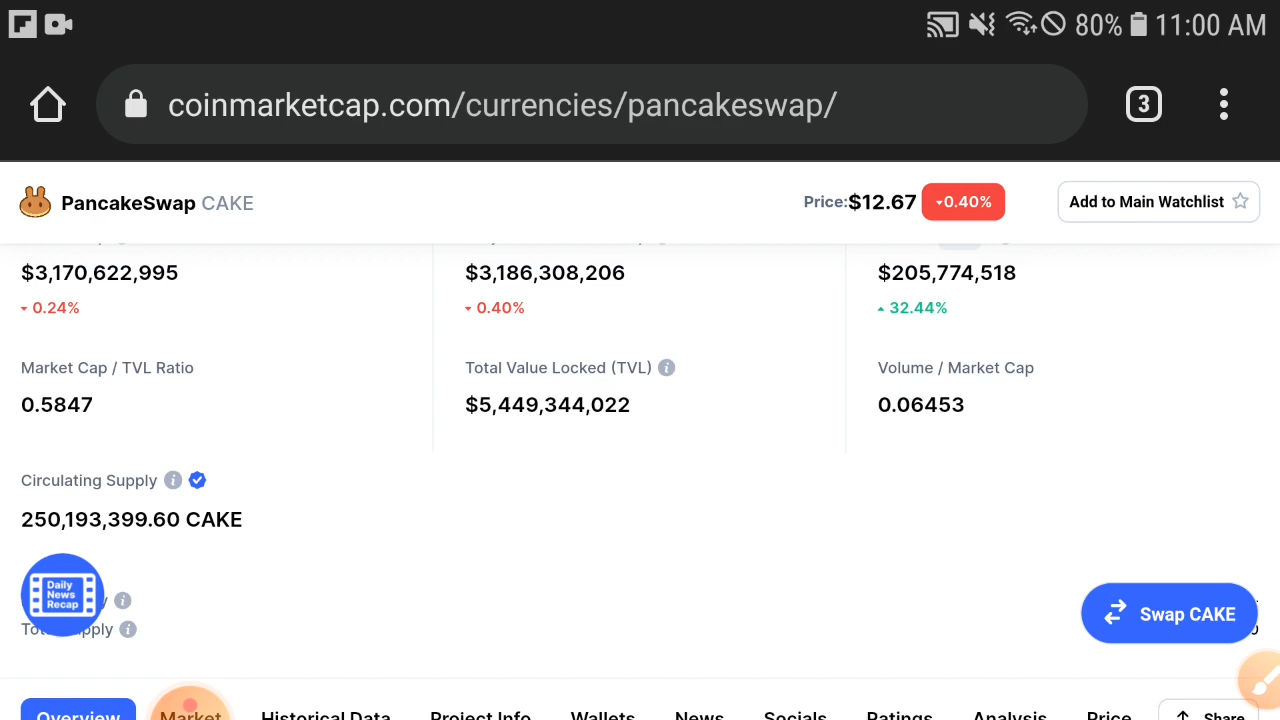 80% 11:00 AM
coinmarketcap.com/currencies/pancakeswap/
3
PancakeSwap CAKE
Price:$12.67 0.40%
Add to Main Watchlist
$3,170,622,995
0.24%
$3,186,308,206
0.40%
$205,774,518
32.44%
Market Cap / TVL Ratio
0.5847
Total Value Locked (TVL)
$5,449,344,022
Volume / Market Cap
0.06453
Circulating Supply
250,193,399.60 CAKE
Daily
News
Recap
Swap CAKE
Overview Market Historical Data Project Info Wallets News Socials Ratings Analysis Price Share